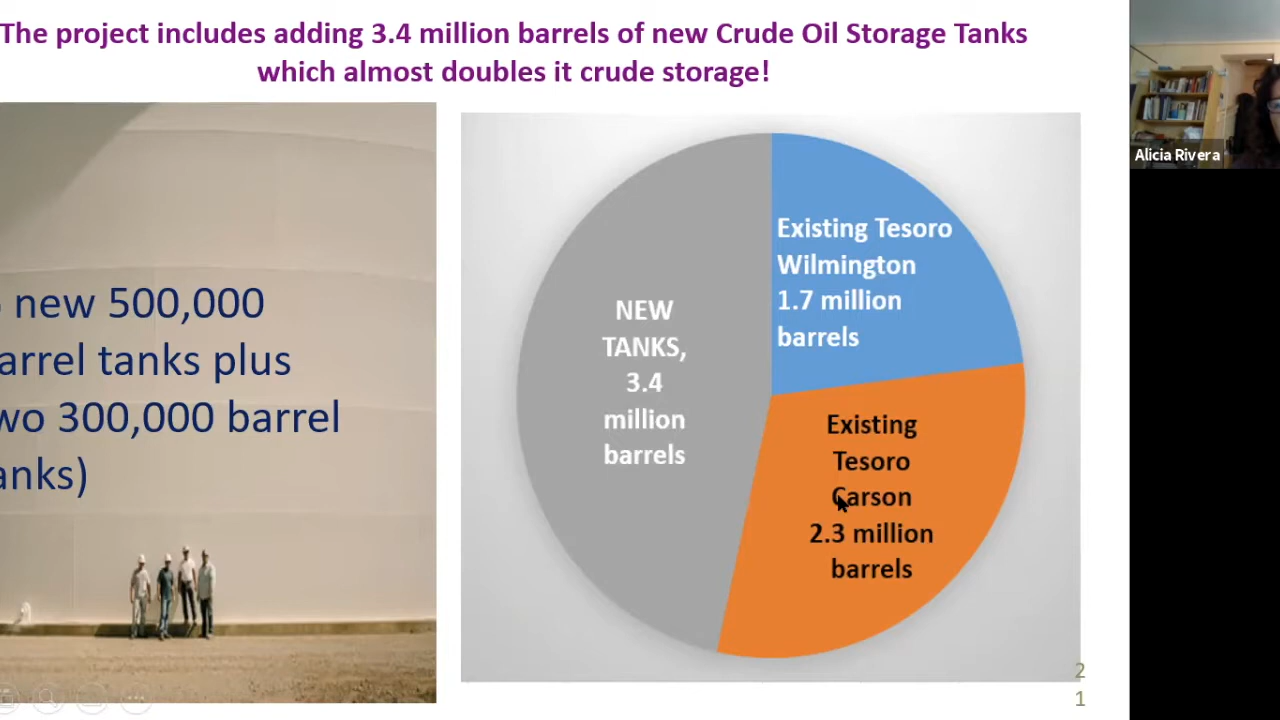 The project includes adding 3.4 million barrels of new Crude Oil Storage Tanks
which almost doubles it crude storage!
new 500,000
arrel tanks plus
wo 300,000 barrel
anks)
NEW
TANKS,
3.4
million
barrels
Existing Tesoro
Wilmington
1.7 million
barrels
Existing
Tesoro
Carson
2.3 million
barrels
2
1
Alicia Rivera